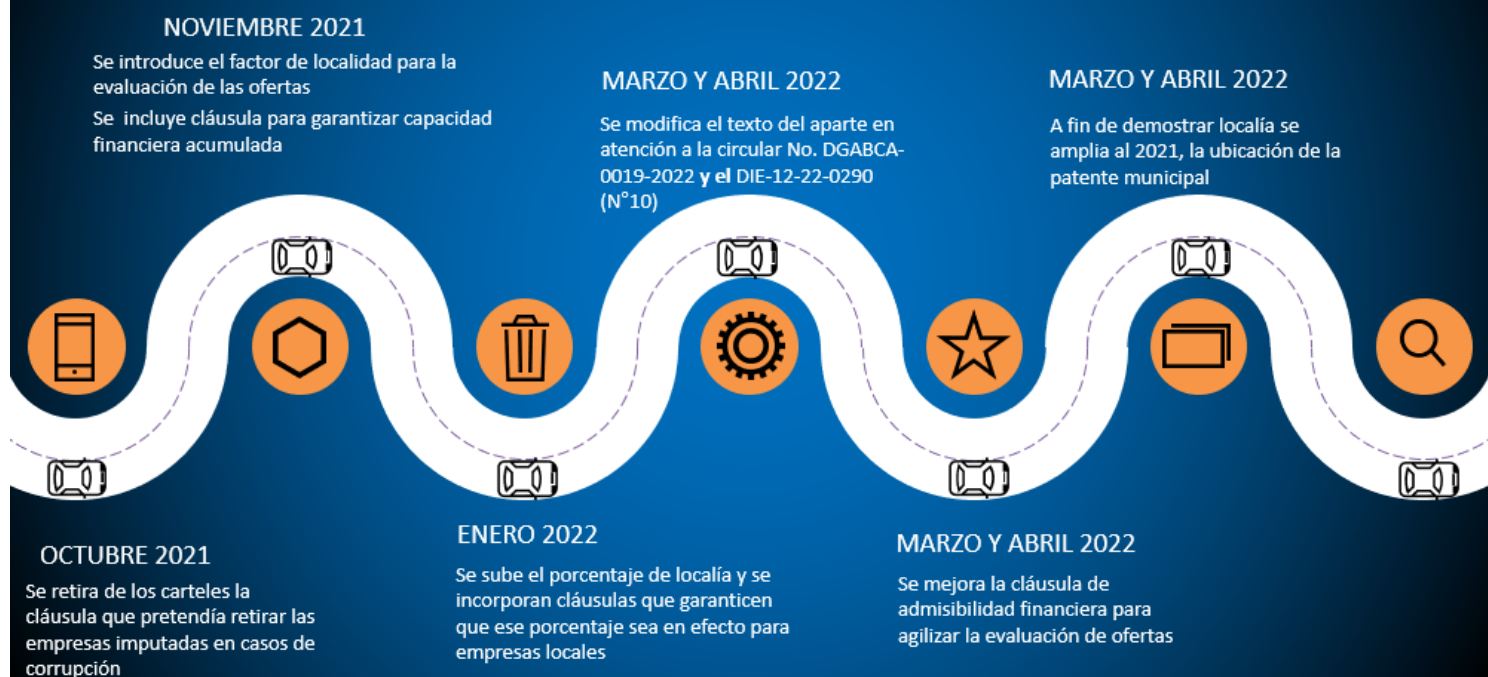 NOVIEMBRE 2021
Se introduce el factor de localidad para la
evaluación de las ofertas
Se incluye cláusula para garantizar capacidad
financiera acumulada
MARZO Y ABRIL 2022
Se modifica el texto del aparte en
atención a la circular No. DGABCA-
0019-2022 y el DIE-12-22-0290
(N°10)
MARZO Y ABRIL 2022
A fin de demostrar localía se
amplia al 2021, la ubicación de la
patente municipal
OCTUBRE 2021
Se retira de los carteles la
cláusula que pretendía retirar las
empresas imputadas en casos de
corrupción
ENERO 2022
Se sube el porcentaje de localía y se
incorporan cláusulas que garanticen
que ese porcentaje sea en efecto para
empresas locales
MARZO Y ABRIL 2022
Se mejora la cláusula de
admisibilidad financiera para
agilizar la evaluación de ofertas